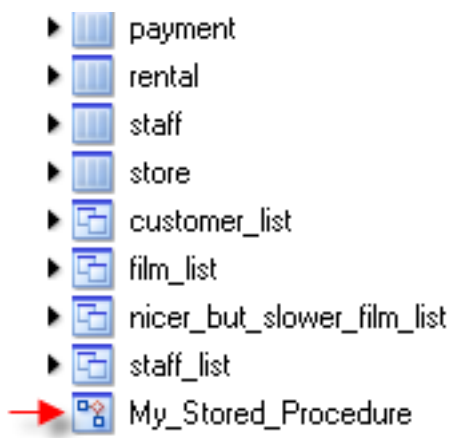 payment
rental
staff
store
customer_list
film_list
nicer_but_slower_film_list
staff_list
My_Stored_Procedure